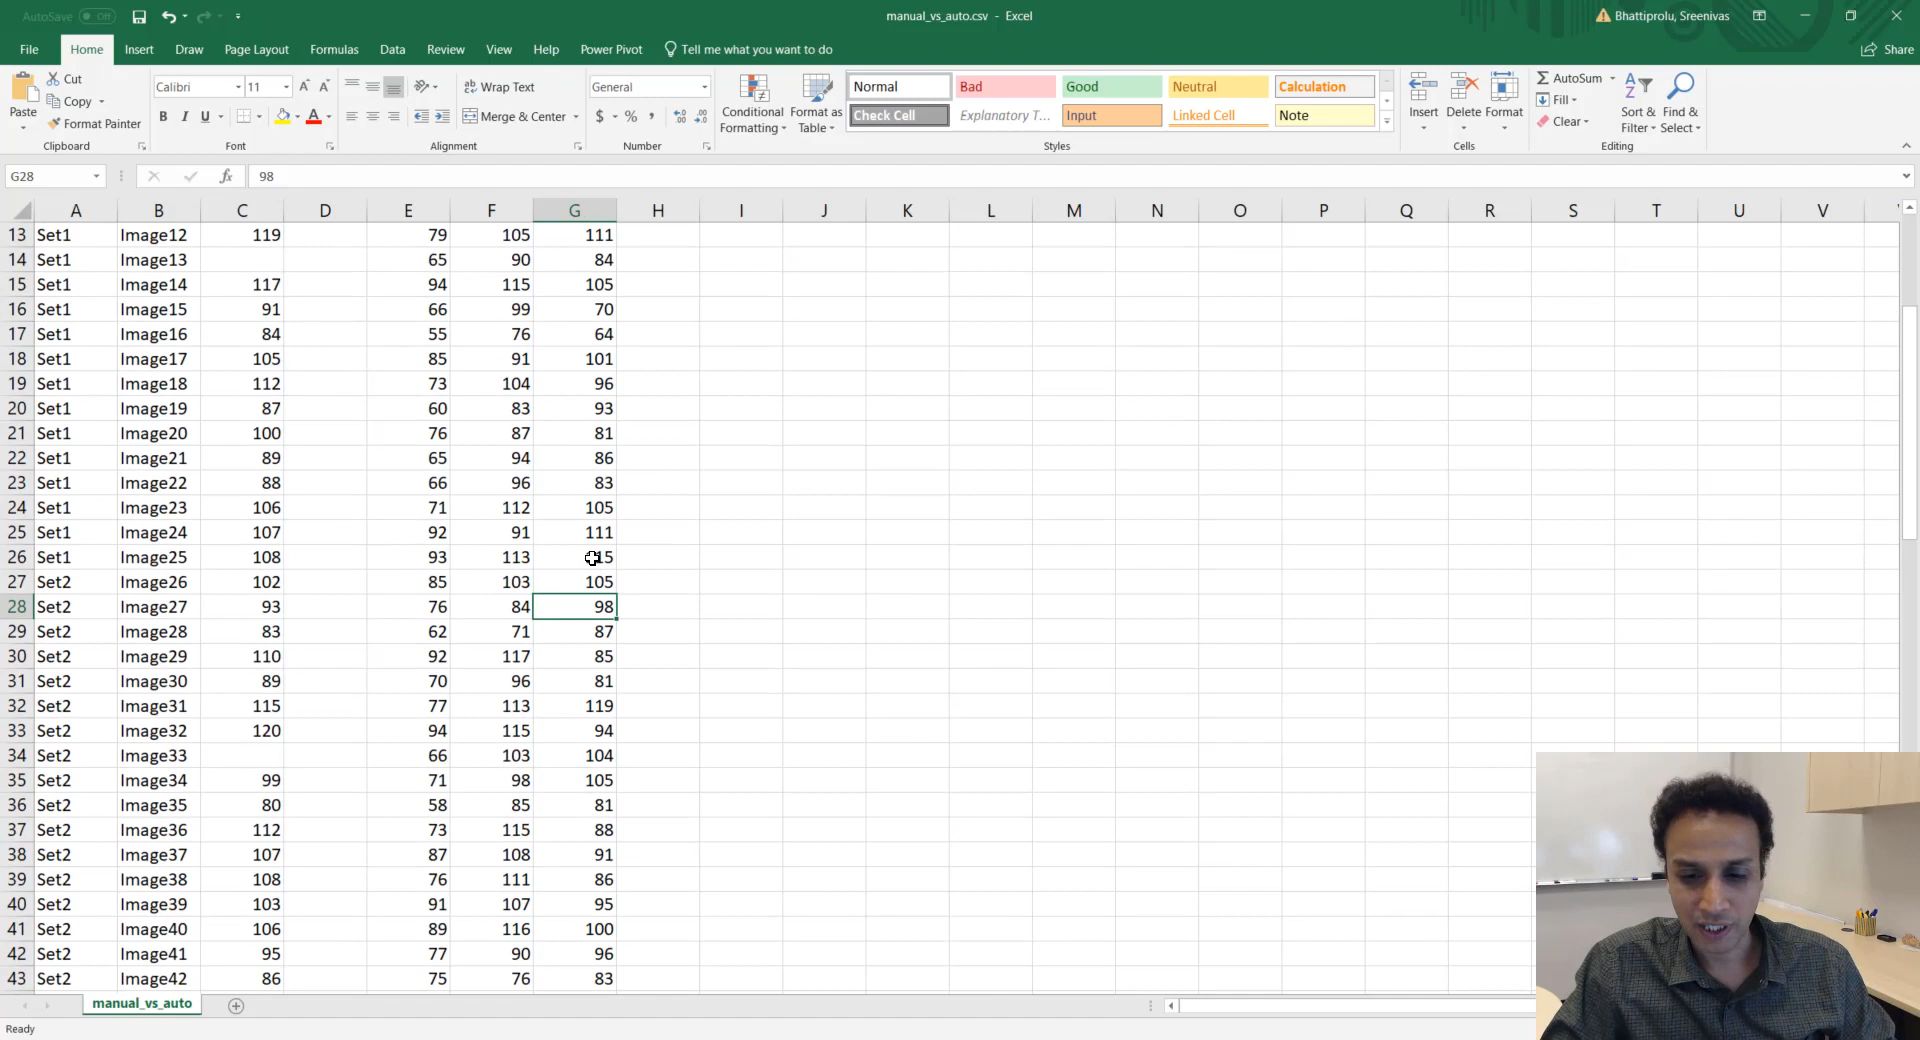 AutoSave Off
manual_vs_auto.csv - Excel
Bhattiprolu, Sreenivas
File Home Insert Draw Page Layout Formulas Data Review View Help Power Pivot Tell me what you want to do
Share
Paste
Cut
Copy
Format Painter
Calibri 11
B I U
Wrap Text
Merge & Center
General
$ % ,
Conditional Formatting
Format as Table
Normal Bad Good Neutral Calculation
Check Cell Explanatory T... Input Linked Cell Note
Insert Delete Format
AutoSum
Fill
Clear
Sort & Filter
Find & Select
Clipboard Font Alignment Number Styles Cells Editing
G28 fx 98
A B C D E F G H I J K L M N O P Q R S T U V
13 Set1 Image12 119 79 105 111
14 Set1 Image13 65 90 84
15 Set1 Image14 117 94 115 105
16 Set1 Image15 91 66 99 70
17 Set1 Image16 84 55 76 64
18 Set1 Image17 105 85 91 101
19 Set1 Image18 112 73 104 96
20 Set1 Image19 87 60 83 93
21 Set1 Image20 100 76 87 81
22 Set1 Image21 89 65 94 86
23 Set1 Image22 88 66 96 83
24 Set1 Image23 106 71 112 105
25 Set1 Image24 107 92 91 111
26 Set1 Image25 108 93 113
27 Set2 Image26 102 85 103 105
28 Set2 Image27 93 76 84 98
29 Set2 Image28 83 62 71 87
30 Set2 Image29 110 92 117 85
31 Set2 Image30 89 70 96 81
32 Set2 Image31 115 77 113 119
33 Set2 Image32 120 94 115 94
34 Set2 Image33 66 103 104
35 Set2 Image34 99 71 98 105
36 Set2 Image35 80 58 85 81
37 Set2 Image36 112 73 115 88
38 Set2 Image37 107 87 108 91
39 Set2 Image38 108 76 111 86
40 Set2 Image39 103 91 107 95
41 Set2 Image40 106 89 116 100
42 Set2 Image41 95 77 90 96
43 Set2 Image42 86 75 76 83
manual_vs_auto
Ready